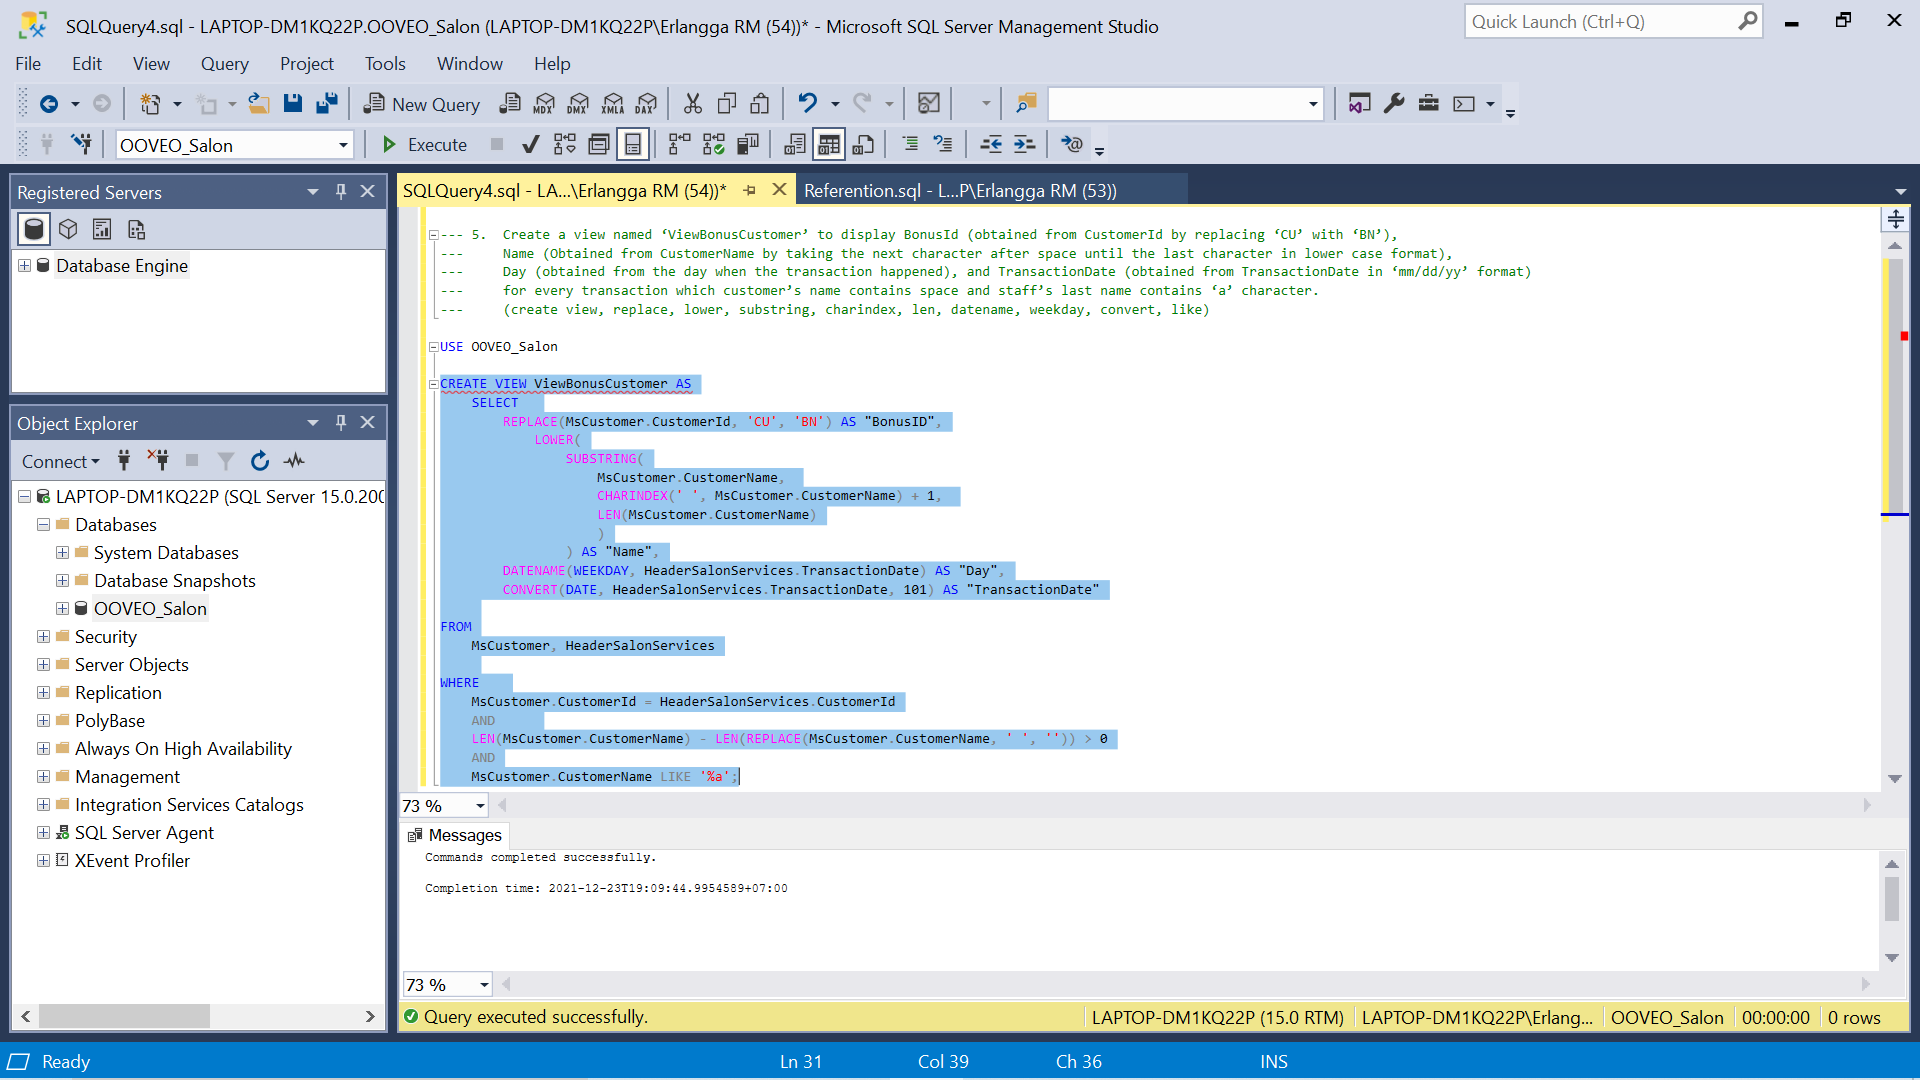 SQLQuery4.sql - LAPTOP-DM1KQ22P.OOVEO_Salon (LAPTOP-DM1KQ22P\Erlangga RM (54))* - Microsoft SQL Server Management Studio
Quick Launch (Ctrl+Q)
File Edit View Query Project Tools Window Help
New Query MDX DMX XMLA DAX
OOVEO_Salon Execute
Registered Servers
Database Engine
Object Explorer
Connect
LAPTOP-DM1KQ22P (SQL Server 15.0.200
Databases
System Databases
Database Snapshots
OOVEO_Salon
Security
Server Objects
Replication
PolyBase
Always On High Availability
Management
Integration Services Catalogs
SQL Server Agent
XEvent Profiler
SQLQuery4.sql - LA...\Erlangga RM (54))* Referention.sql - L...P\Erlangga RM (53))
--- 5. Create a view named ‘ViewBonusCustomer’ to display BonusId (obtained from CustomerId by replacing ‘CU’ with ‘BN’),
--- Name (Obtained from CustomerName by taking the next character after space until the last character in lower case format),
--- Day (obtained from the day when the transaction happened), and TransactionDate (obtained from TransactionDate in ‘mm/dd/yy’ format)
--- for every transaction which customer’s name contains space and staff’s last name contains ‘a’ character.
--- (create view, replace, lower, substring, charindex, len, datename, weekday, convert, like)
USE OOVEO_Salon
CREATE VIEW ViewBonusCustomer AS
SELECT
REPLACE(MsCustomer.CustomerId, 'CU', 'BN') AS "BonusID",
LOWER(
SUBSTRING(
MsCustomer.CustomerName,
CHARINDEX(' ', MsCustomer.CustomerName) + 1,
LEN(MsCustomer.CustomerName)
)
) AS "Name",
DATENAME(WEEKDAY, HeaderSalonServices.TransactionDate) AS "Day",
CONVERT(DATE, HeaderSalonServices.TransactionDate, 101) AS "TransactionDate"
FROM
MsCustomer, HeaderSalonServices
WHERE
MsCustomer.CustomerId = HeaderSalonServices.CustomerId
AND
LEN(MsCustomer.CustomerName) - LEN(REPLACE(MsCustomer.CustomerName, ' ', '')) > 0
AND
MsCustomer.CustomerName LIKE '%a';
73 %
Messages
Commands completed successfully.
Completion time: 2021-12-23T19:09:44.9954589+07:00
73 %
Query executed successfully. LAPTOP-DM1KQ22P (15.0 RTM) LAPTOP-DM1KQ22P\Erlang... OOVEO_Salon 00:00:00 0 rows
Ready Ln 31 Col 39 Ch 36 INS